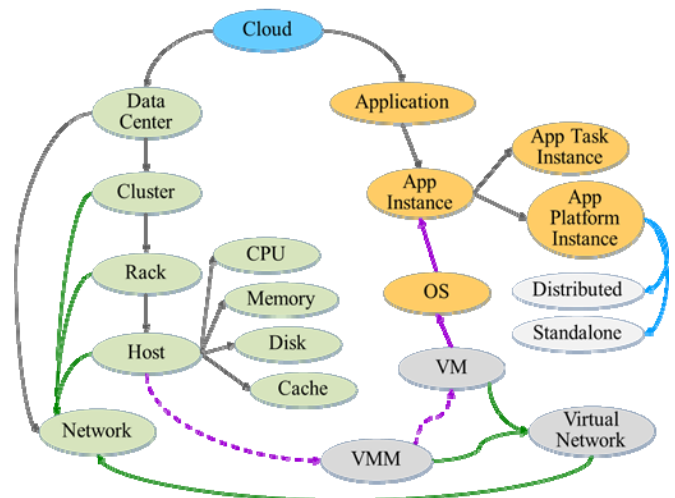 Cloud
Data
Center
Application
App Task
Instance
Cluster
App
Instance
App
Platform
Instance
CPU
Rack
Memory
OS
Distributed
Host
Disk
Standalone
VM
Cache
Network
VMM
Virtual
Network